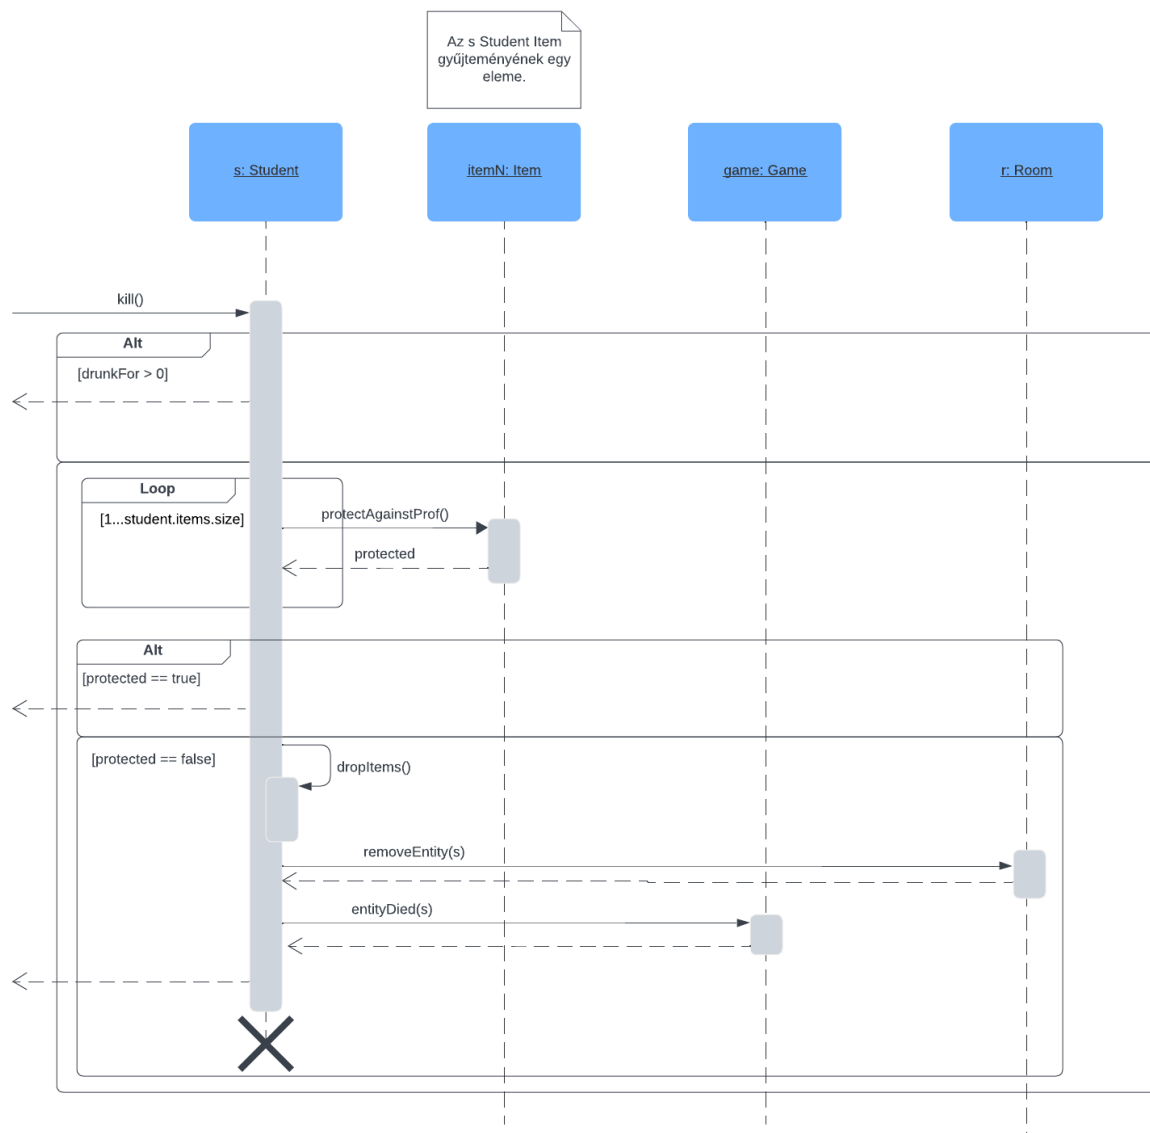 Az s Student Item
gyűjteményének egy
eleme.
s: Student
itemN: Item
game: Game
r: Room
kill()
Alt
[drunkFor > 0]
Loop
[1...student.items.size]
protectAgainstProf()
protected
Alt
[protected == true]
[protected == false]
dropItems()
removeEntity(s)
entityDied(s)